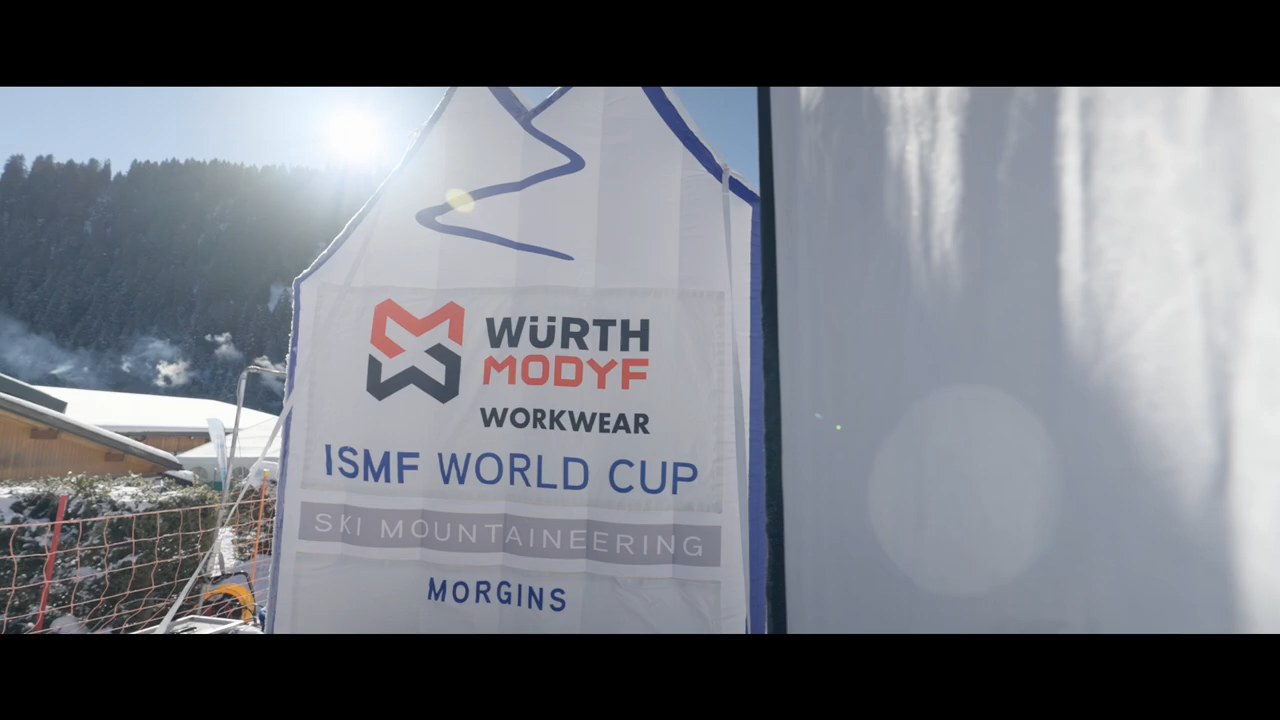 WÜRTH
MODYF
WORKWEAR
ISMF WORLD CUP
SKI MOUNTAINEERING
MORGINS